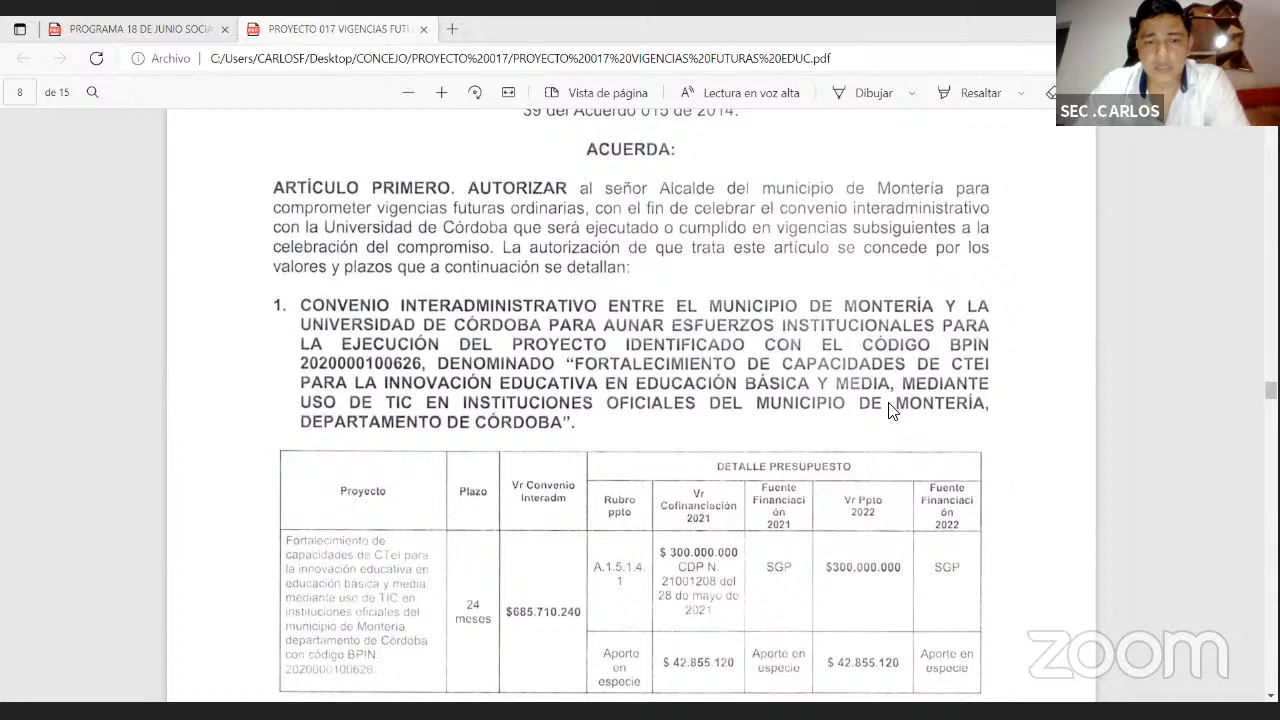 PROGRAMA 18 DE JUNIO SOCIA
PROYECTO 017 VIGENCIAS FUTU
Archivo
C:/Users/CARLOSF/Desktop/CONCEJO/PROYECTO%20017/PROYECTO%20017%20VIGENCIAS%20FUTURAS%20EDUC.pdf
8 de 15
Vista de página
Lectura en voz alta
Dibujar
Resaltar
SEC .CARLOS
39 del Acuerdo 015 de 2014.
ACUERDA:
ARTÍCULO PRIMERO. AUTORIZAR al señor Alcalde del municipio de Montería para
comprometer vigencias futuras ordinarias, con el fin de celebrar el convenio interadministrativo
con la Universidad de Córdoba que será ejecutado o cumplido en vigencias subsiguientes a la
celebración del compromiso. La autorización de que trata este artículo se concede por los
valores y plazos que a continuación se detallan:
1. CONVENIO INTERADMINISTRATIVO ENTRE EL MUNICIPIO DE MONTERÍA Y LA
UNIVERSIDAD DE CÓRDOBA PARA AUNAR ESFUERZOS INSTITUCIONALES PARA
LA EJECUCIÓN DEL PROYECTO IDENTIFICADO CON EL CÓDIGO BPIN
2020000100626, DENOMINADO “FORTALECIMIENTO DE CAPACIDADES DE CTEI
PARA LA INNOVACIÓN EDUCATIVA EN EDUCACIÓN BÁSICA Y MEDIA, MEDIANTE
USO DE TIC EN INSTITUCIONES OFICIALES DEL MUNICIPIO DE MONTERÍA,
DEPARTAMENTO DE CÓRDOBA”.
Proyecto
Plazo
Vr Convenio
Interadm
DETALLE PRESUPUESTO
Rubro
ppto
Vr
Cofinanciación
2021
Fuente
Financiaci
ón
2021
Vr Ppto
2022
Fuente
Financiaci
ón
2022
Fortalecimiento de
capacidades de CTeI para
la innovación educativa en
educación básica y media,
mediante uso de TIC en
instituciones oficiales del
municipio de Montería
departamento de Córdoba
con código BPIN
2020000100626.
24
meses
$685.710.240
A.1.5.1.4.
1
$ 300.000.000
CDP N.
21001208 del
28 de mayo de
2021
SGP
$300.000.000
SGP
Aporte
en
especie
$ 42.855.120
Aporte en
especie
$ 42.855.120
Aporte en
especie
zoom